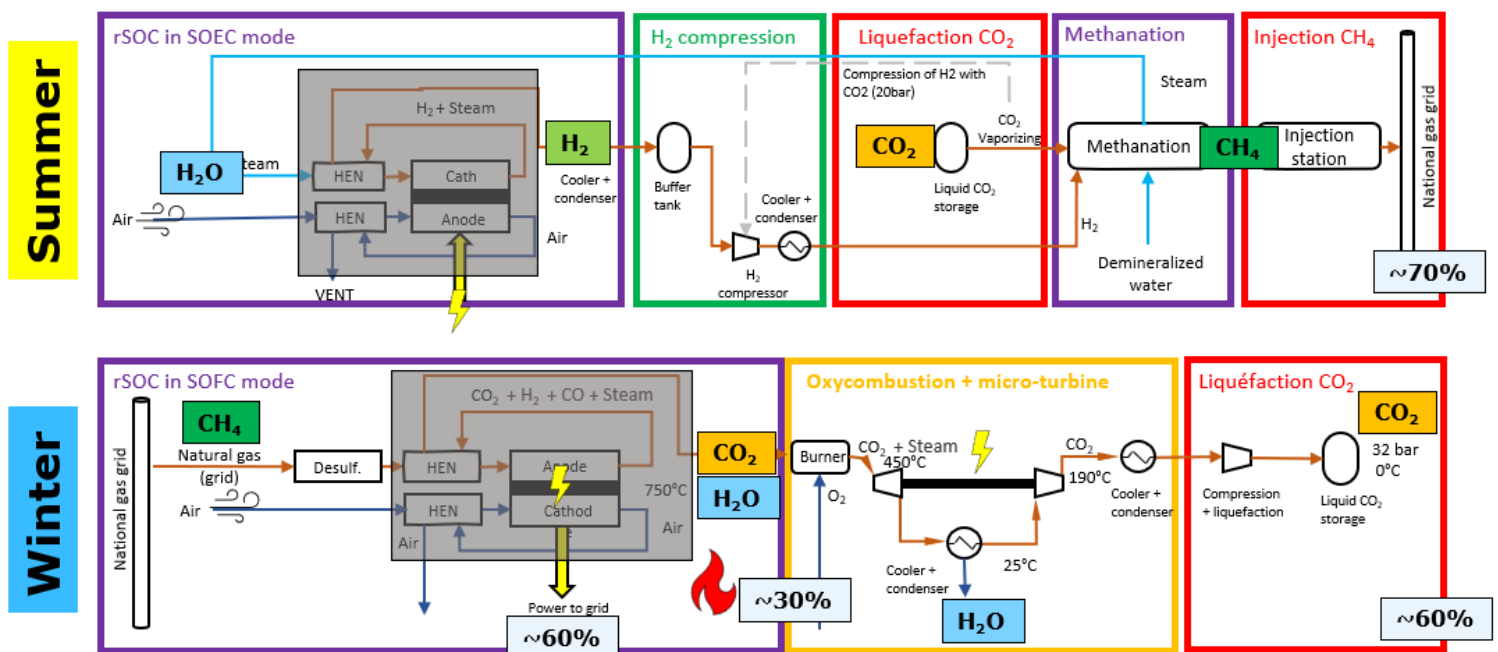 Summer
rSOC in SOEC mode
H₂ + Steam
H₂O
team
HEN
Cath
HEN
Anode
Air
Air
VENT
H₂
Cooler +
condenser
H₂ compression
Buffer
tank
Cooler +
condenser
H₂
compressor
Liquefaction CO₂
Compression of H2 with
CO2 (20bar)
CO₂
CO₂
Vaporizing
Liquid CO₂
storage
Methanation
Steam
Methanation
H₂
Demineralized
water
CH₄
Injection CH₄
Injection
station
National gas grid
~70%
Winter
rSOC in SOFC mode
National gas grid
CH₄
Natural gas
(grid)
Desulf.
Air
CO₂ + H₂ + CO + Steam
HEN
Anode
HEN
Cathod
e
750°C
Air
Air
Power to grid
~60%
CO₂
H₂O
~30%
Oxycombustion + micro-turbine
Burner
O₂
CO₂ + Steam
450°C
Cooler +
condenser
H₂O
25°C
CO₂
190°C
Cooler +
condenser
Liquéfaction CO₂
Compression
+ liquefaction
CO₂
32 bar
0°C
Liquid CO₂
storage
~60%